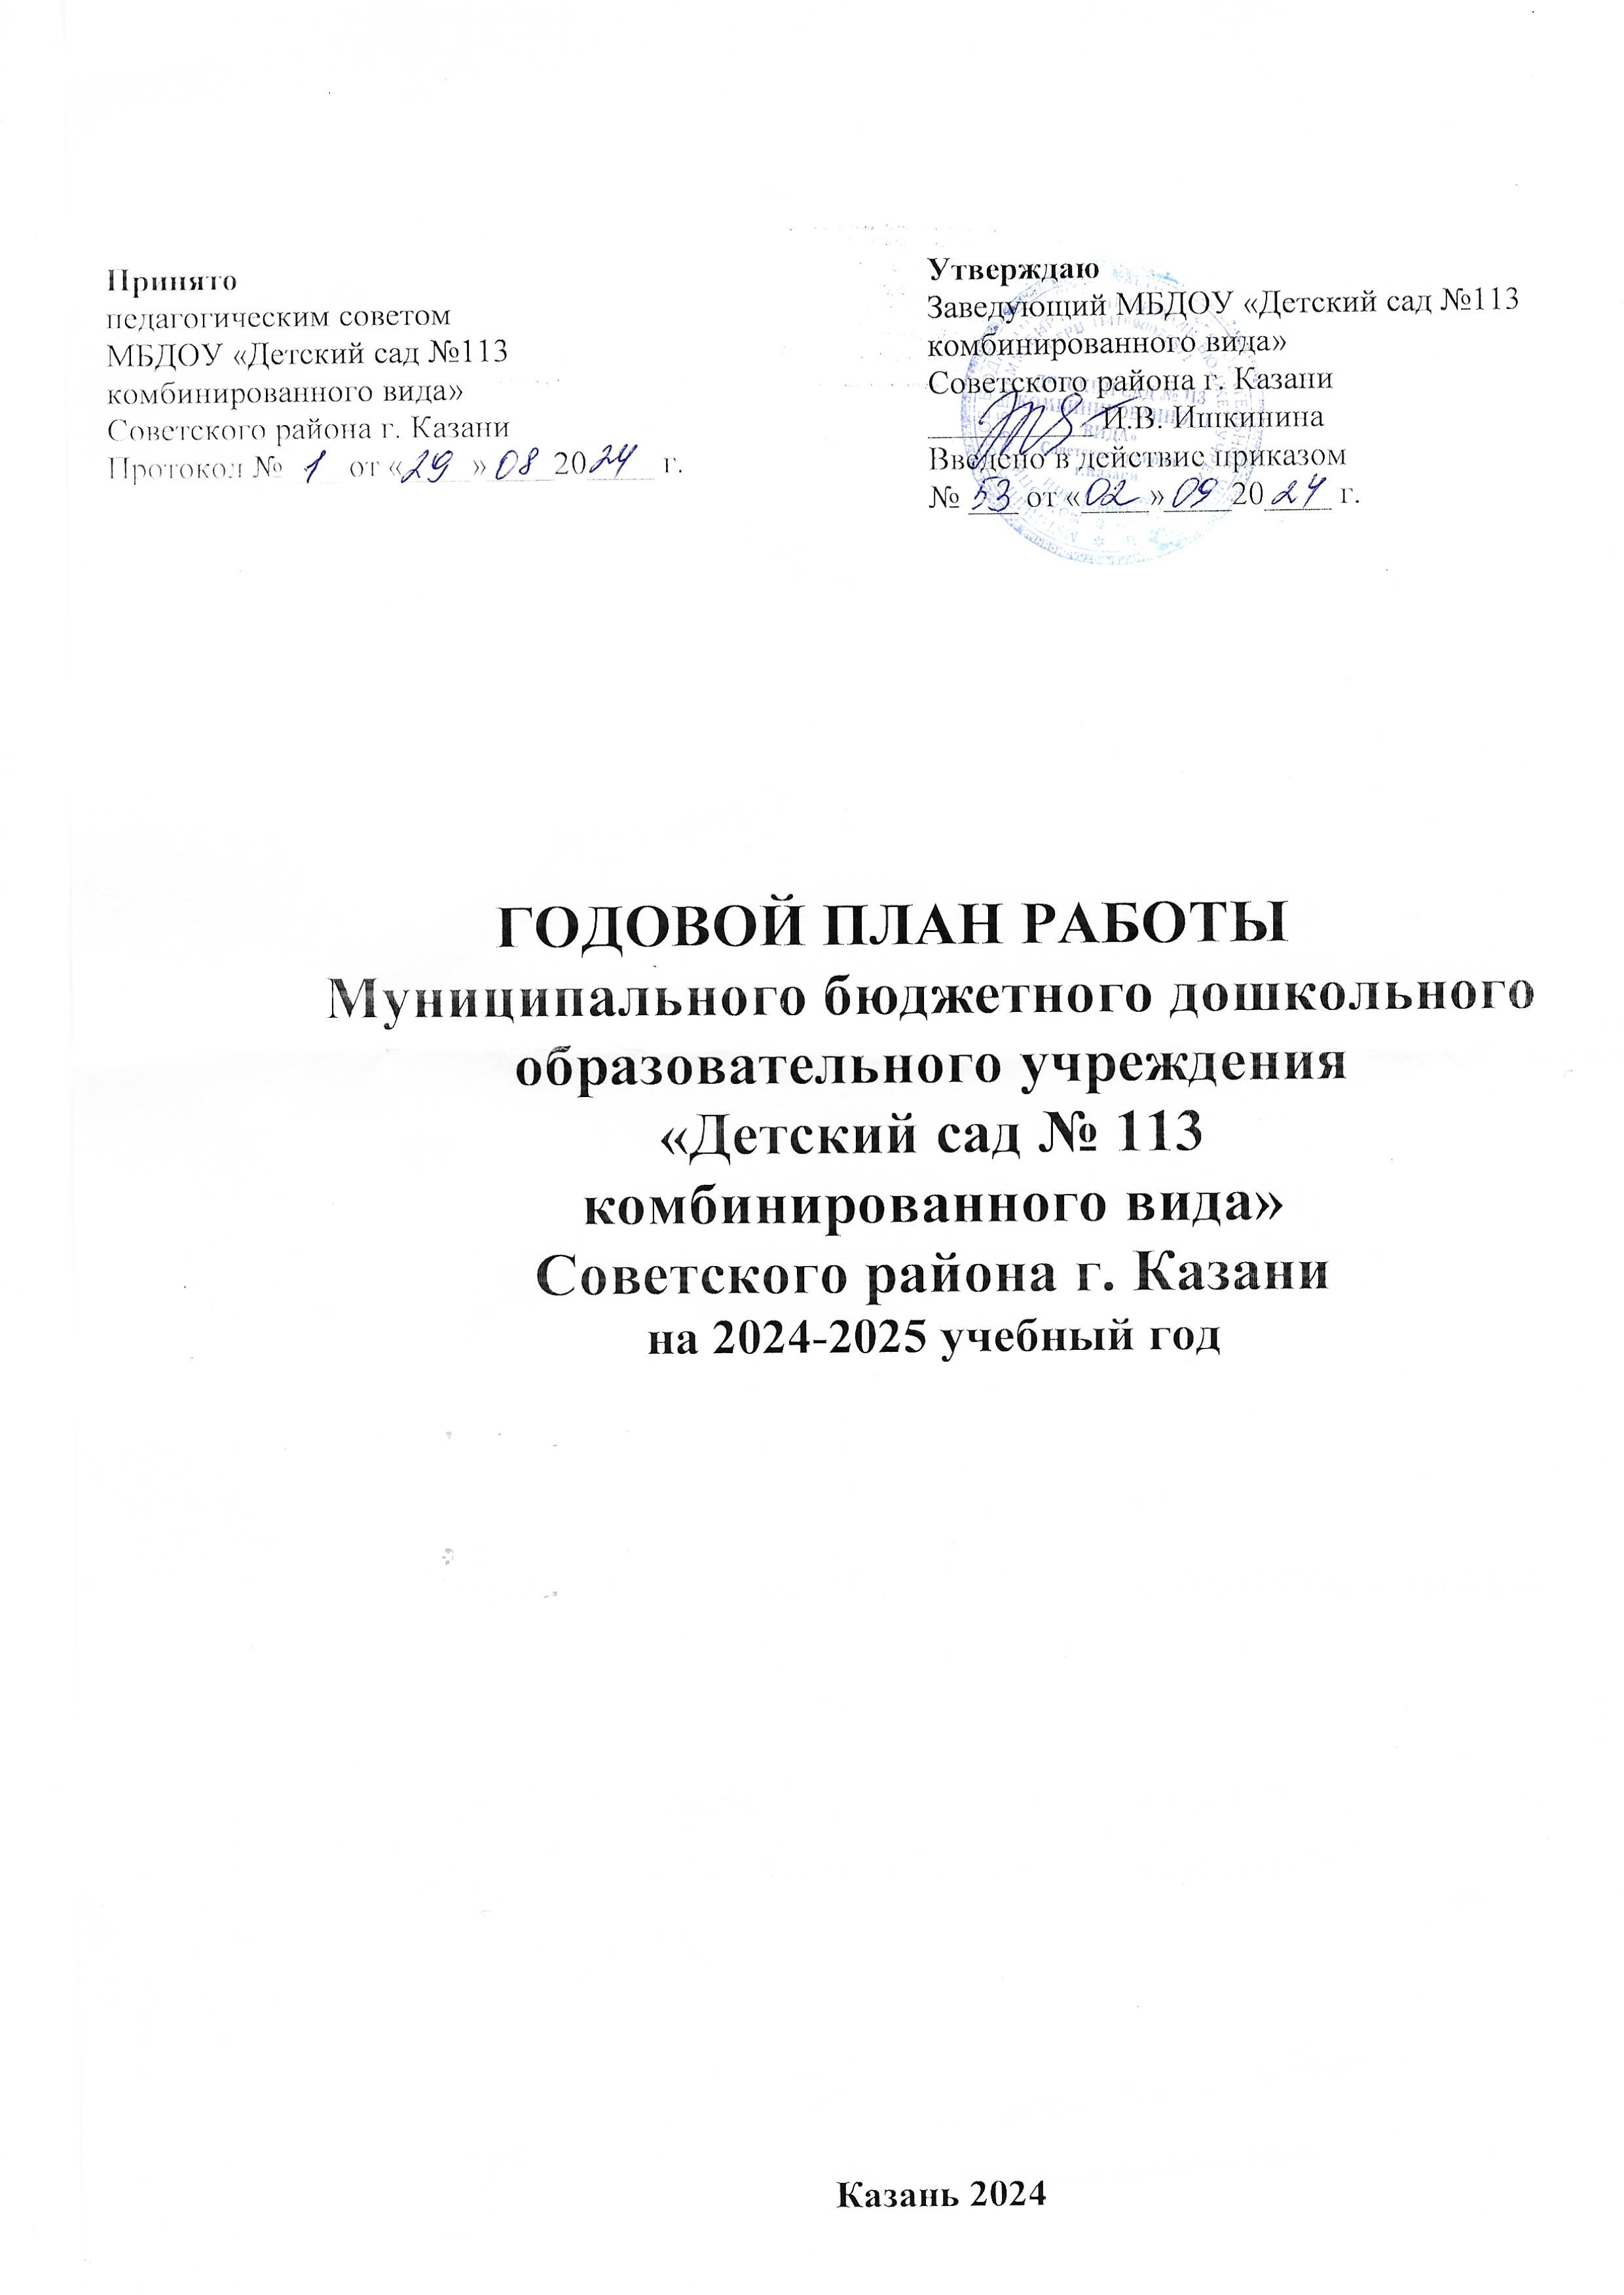 Принято
педагогическим советом
МБДОУ «Детский сад №113
комбинированного вида»
Советского района г. Казани
Протокол № 1 от «29» 08 2024 г.
Утверждаю
Заведующий МБДОУ «Детский сад №113
комбинированного вида»
Советского района г. Казани
И.В. Ишкинина
Введено в действие приказом
№ 53 от «02» 09 2024 г.
ГОДОВОЙ ПЛАН РАБОТЫ
Муниципального бюджетного дошкольного
образовательного учреждения
«Детский сад № 113
комбинированного вида»
Советского района г. Казани
на 2024-2025 учебный год
Казань 2024